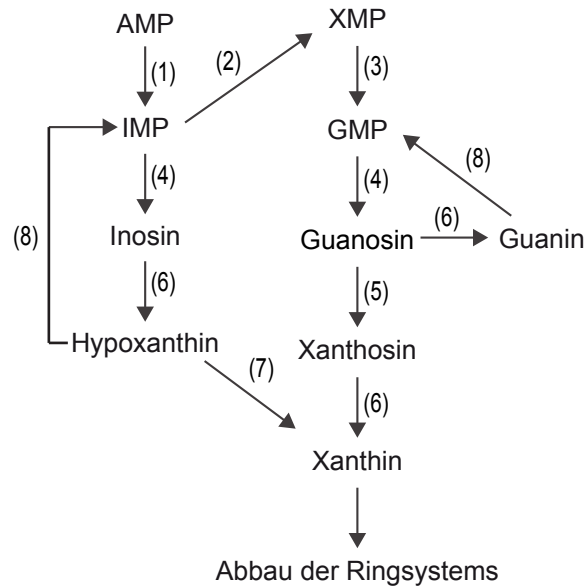 AMP XMP
(1) (2) (3)
IMP GMP
(4) (4) (8)
(8) Inosin Guanosin (6) Guanin
(6) (5)
Hypoxanthin Xanthosin
(7) (6)
Xanthin
Abbau der Ringsystems